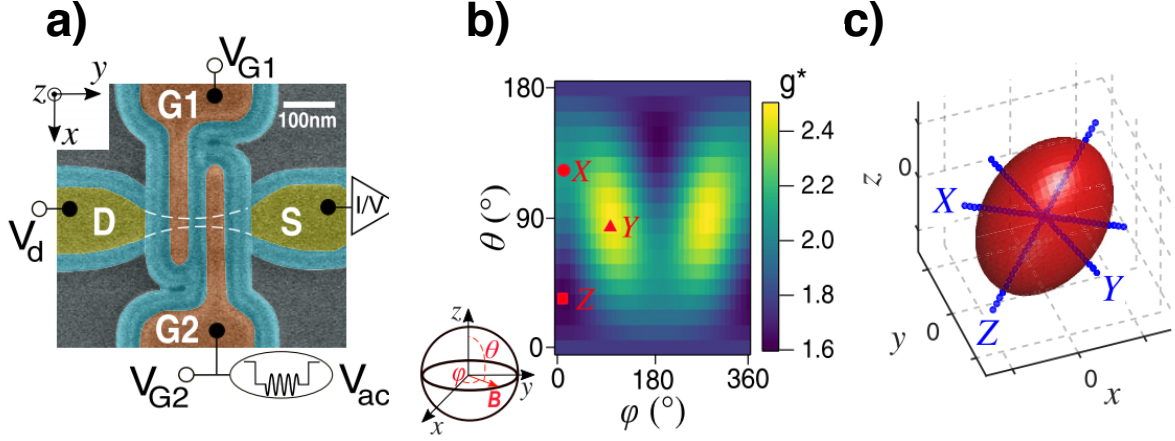 a)
V_G1
z y
x
G1
100nm
D
S
I/V
V_d
G2
V_G2
V_ac
b)
g*
180
90
0
θ (°)
X
Y
Z
2.4
2.2
2.0
1.8
1.6
0 180 360
φ (°)
z
θ
φ
B
y
x
c)
z
0
X
Y
Z
y
0
0
x